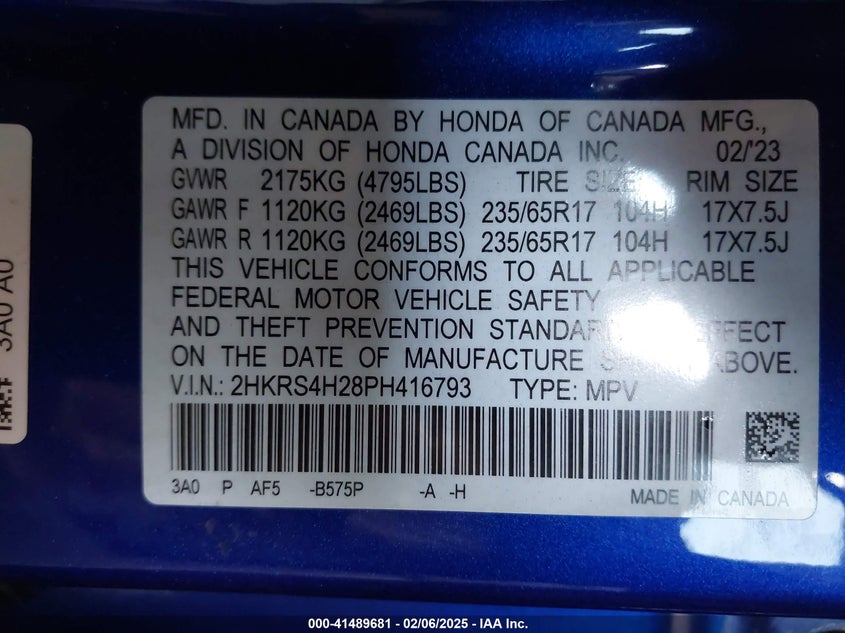 MFD. IN CANADA BY HONDA OF CANADA MFG.,
A DIVISION OF HONDA CANADA INC. 02/'23
GVWR 2175KG (4795LBS) TIRE SIZE RIM SIZE
GAWR F 1120KG (2469LBS) 235/65R17 104H 17X7.5J
GAWR R 1120KG (2469LBS) 235/65R17 104H 17X7.5J
THIS VEHICLE CONFORMS TO ALL APPLICABLE
FEDERAL MOTOR VEHICLE SAFETY
AND THEFT PREVENTION STANDARDS EFFECT
ON THE DATE OF MANUFACTURE ABOVE.
V.I.N.: 2HKRS4H28PH416793 TYPE: MPV
3A0 P AF5 -B575P -A -H
MADE IN CANADA
3A0 A0
000-41489681 - 02/06/2025 - IAA Inc.